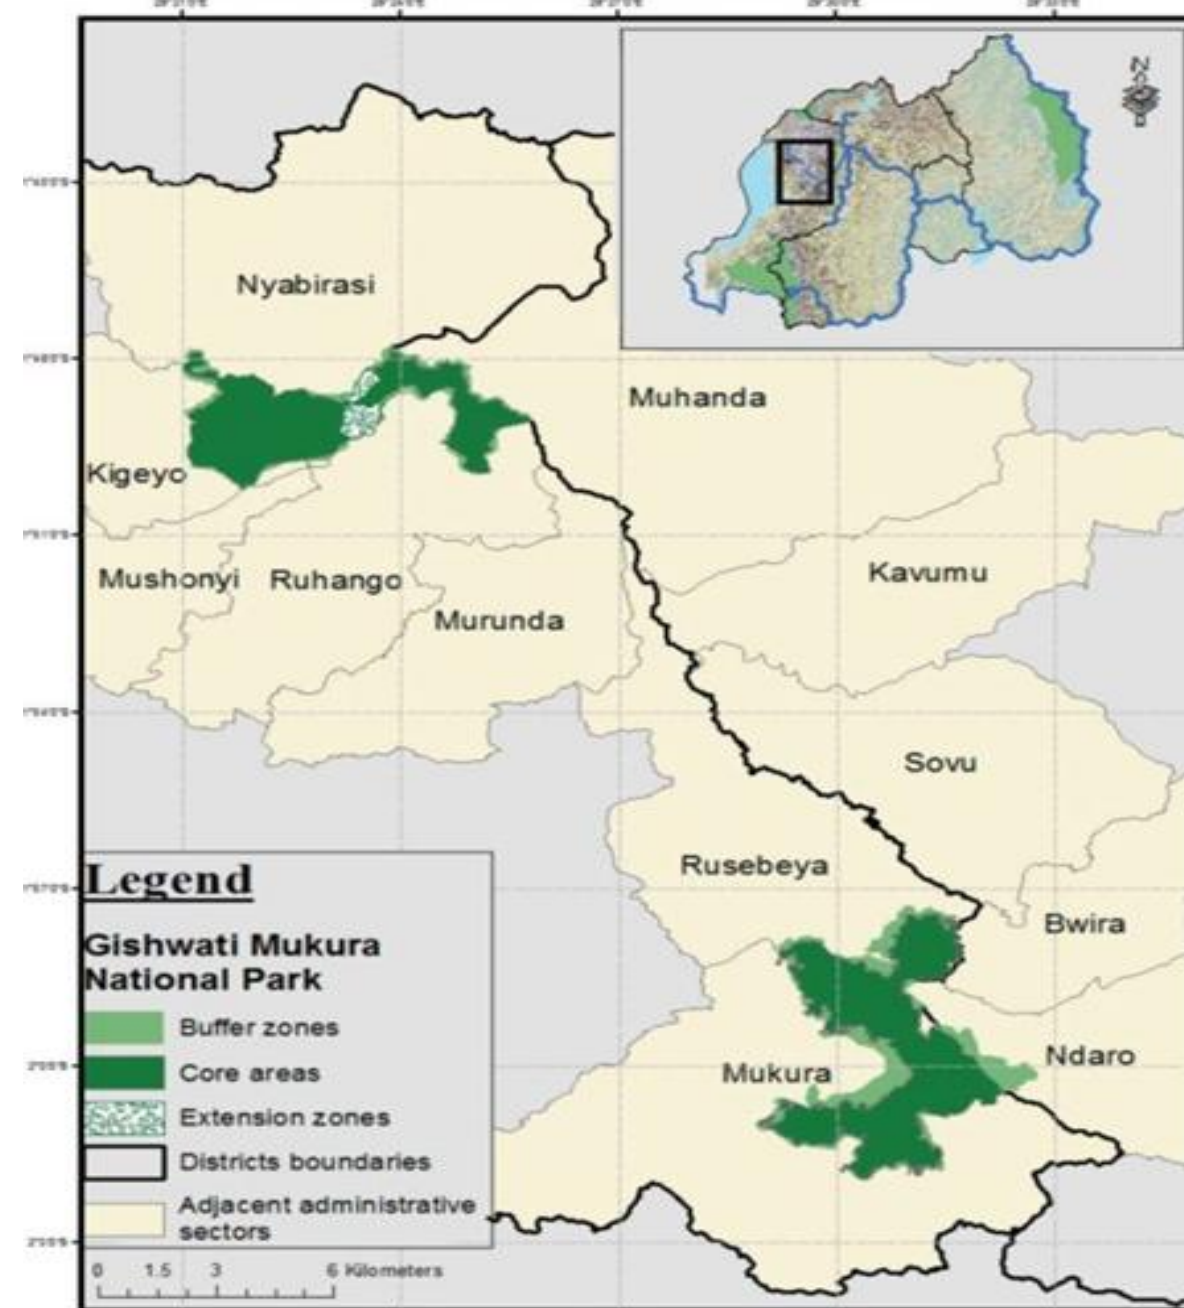 N
Nyabirasi
Muhanda
Kigeyo
Kavumu
Mushonyi
Ruhango
Murunda
Sovu
Rusebeya
Bwira
Ndaro
Mukura
Legend
Gishwati Mukura
National Park
Buffer zones
Core areas
Extension zones
Districts boundaries
Adjacent administrative
sectors
0 1.5 3 6 Kilometers